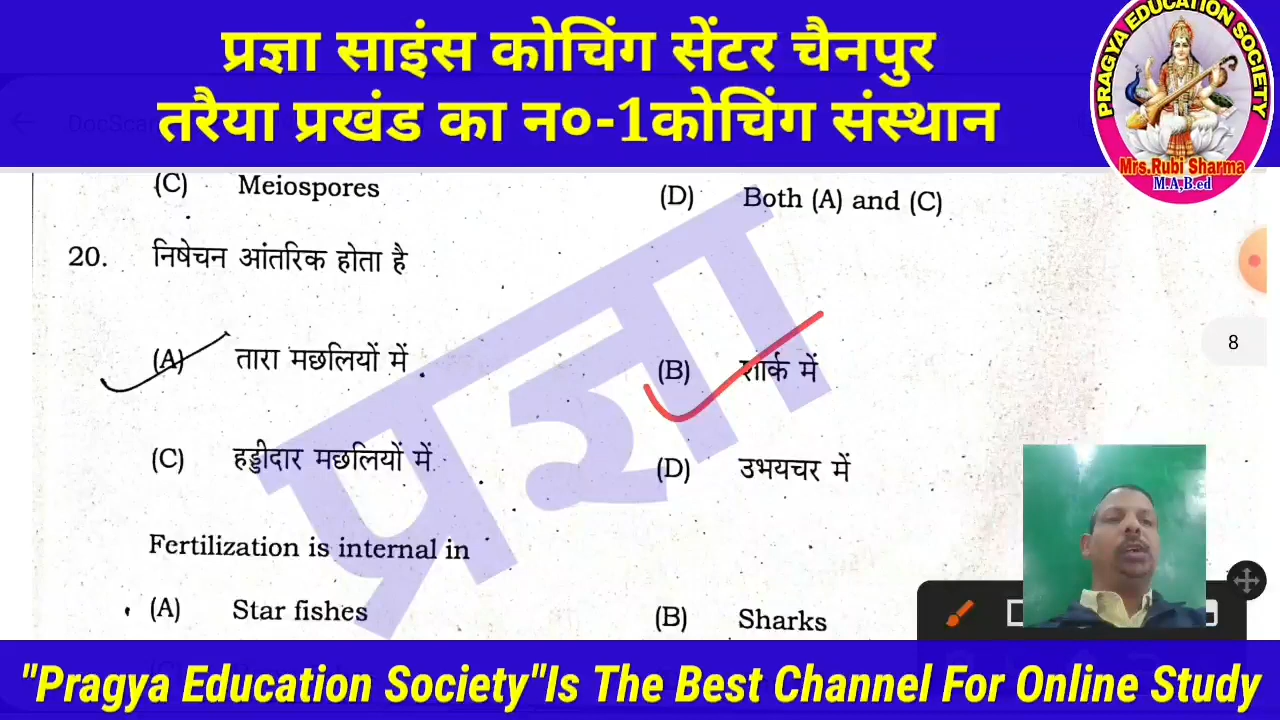 प्रज्ञा साइंस कोचिंग सेंटर चैनपुर
तरैया प्रखंड का न०-1कोचिंग संस्थान
PRAGYA EDUCATION SOCIETY
Mrs.Rubi Sharma
M.A,B.ed
(C) Meiospores
(D) Both (A) and (C)
20. निषेचन आंतरिक होता है
(A) तारा मछलियों में
(B) शार्क में
8
(C) हड्डीदार मछलियों में
(D) उभयचर में
प्रज्ञा
Fertilization is internal in
(A) Star fishes
(B) Sharks
"Pragya Education Society"Is The Best Channel For Online Study